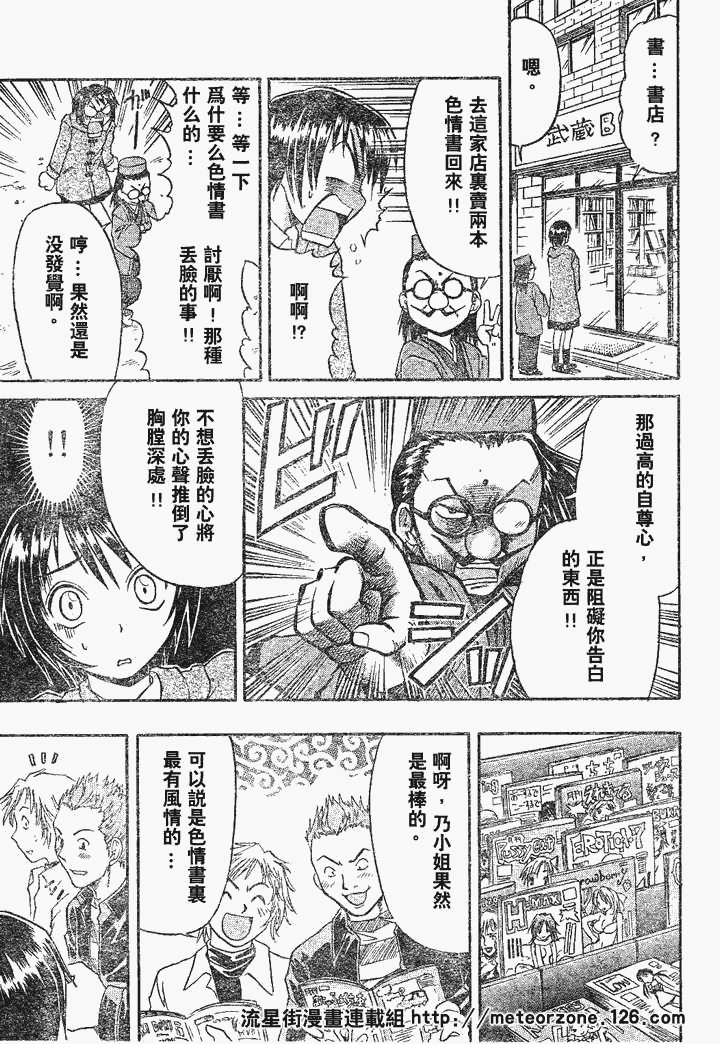 書…書店?
嗯。
武蔵B
去這家店裏賣兩本
色情書回來!!
啊啊!?
等…等一下
爲什要么色情書
什么的…
討厭啊!那種
丟臉的事!!
哼…果然還是
没發覺啊。
那過高的自尊心,
正是阻礙你告白
的東西!!
不想丟臉的心將
你的心聲推倒了
胸膛深處!!
!!
EROTICA
HUMAX
啊呀,乃小姐果然
是最棒的。
可以説是色情書裏
最有風情的…
流星街漫畫連載組 http://meteorzone.126.com